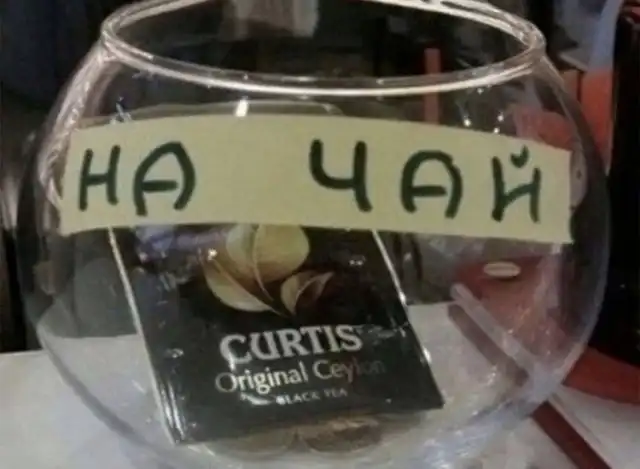 НА ЧАЙ
CURTIS
Original Ceylon
BLACK TEA